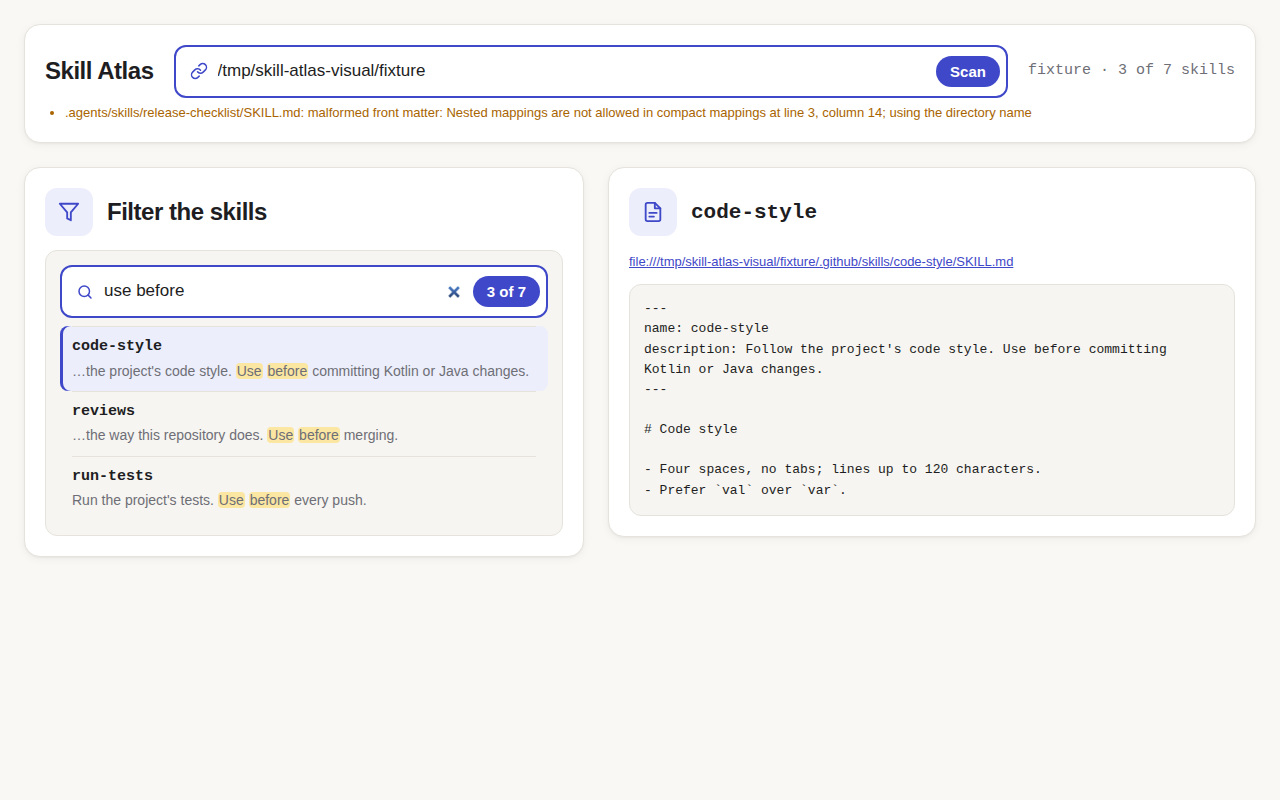 Skill Atlas
/tmp/skill-atlas-visual/fixture
Scan
fixture · 3 of 7 skills
.agents/skills/release-checklist/SKILL.md: malformed front matter: Nested mappings are not allowed in compact mappings at line 3, column 14; using the directory name
Filter the skills
use before
3 of 7
code-style
…the project's code style. Use before committing Kotlin or Java changes.
reviews
…the way this repository does. Use before merging.
run-tests
Run the project's tests. Use before every push.
code-style
file:///tmp/skill-atlas-visual/fixture/.github/skills/code-style/SKILL.md
---
name: code-style
description: Follow the project's code style. Use before committing
Kotlin or Java changes.
---
# Code style
- Four spaces, no tabs; lines up to 120 characters.
- Prefer `val` over `var`.